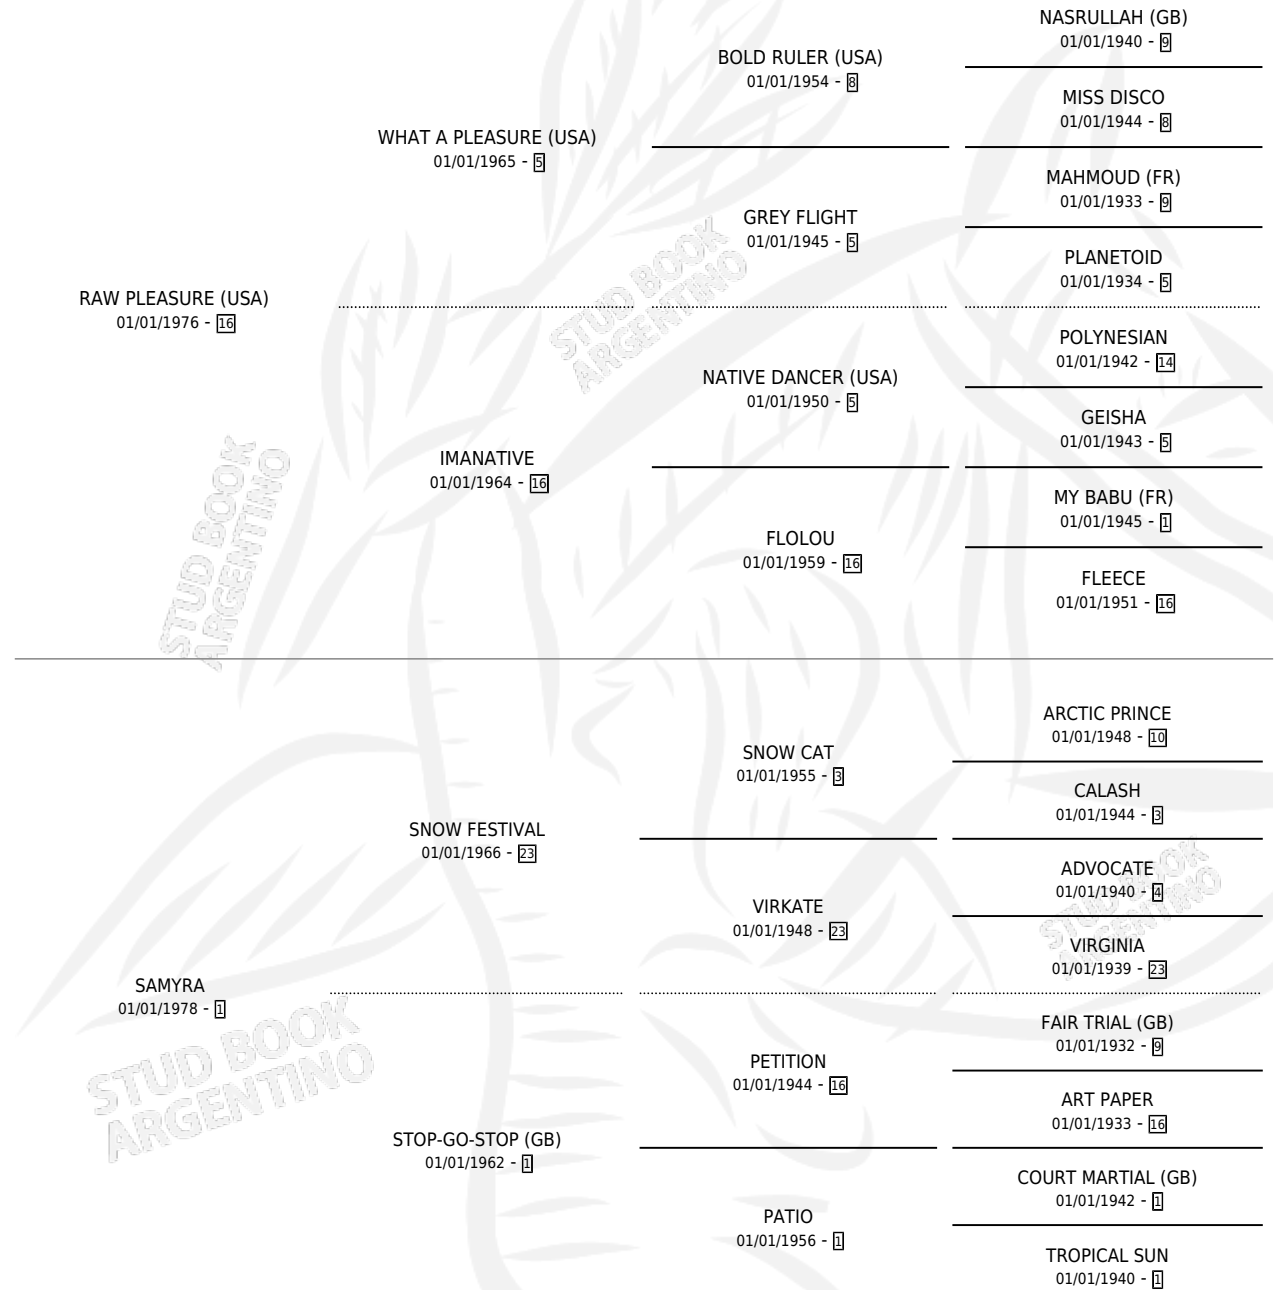 NASRULLAH (GB)
01/01/1940 - 9
BOLD RULER (USA)
01/01/1954 - 8
MISS DISCO
01/01/1944 - 8
WHAT A PLEASURE (USA)
01/01/1965 - 5
MAHMOUD (FR)
01/01/1933 - 9
GREY FLIGHT
01/01/1945 - 5
PLANETOID
01/01/1934 - 5
RAW PLEASURE (USA)
01/01/1976 - 16
POLYNESIAN
01/01/1942 - 14
NATIVE DANCER (USA)
01/01/1950 - 5
GEISHA
01/01/1943 - 5
IMANATIVE
01/01/1964 - 16
MY BABU (FR)
01/01/1945 - 1
FLOLOU
01/01/1959 - 16
FLEECE
01/01/1951 - 16
ARCTIC PRINCE
01/01/1948 - 10
SNOW CAT
01/01/1955 - 3
CALASH
01/01/1944 - 3
SNOW FESTIVAL
01/01/1966 - 23
ADVOCATE
01/01/1940 - 4
VIRKATE
01/01/1948 - 23
VIRGINIA
01/01/1939 - 23
SAMYRA
01/01/1978 - 1
FAIR TRIAL (GB)
01/01/1932 - 9
PETITION
01/01/1944 - 16
ART PAPER
01/01/1933 - 16
STOP-GO-STOP (GB)
01/01/1962 - 1
COURT MARTIAL (GB)
01/01/1942 - 1
PATIO
01/01/1956 - 1
TROPICAL SUN
01/01/1940 - 1
STUD BOOK
ARGENTINO
STUD BOOK
ARGENTINO
STUD BOOK
ARGENTINO
STUD BOOK
ARGENTINO